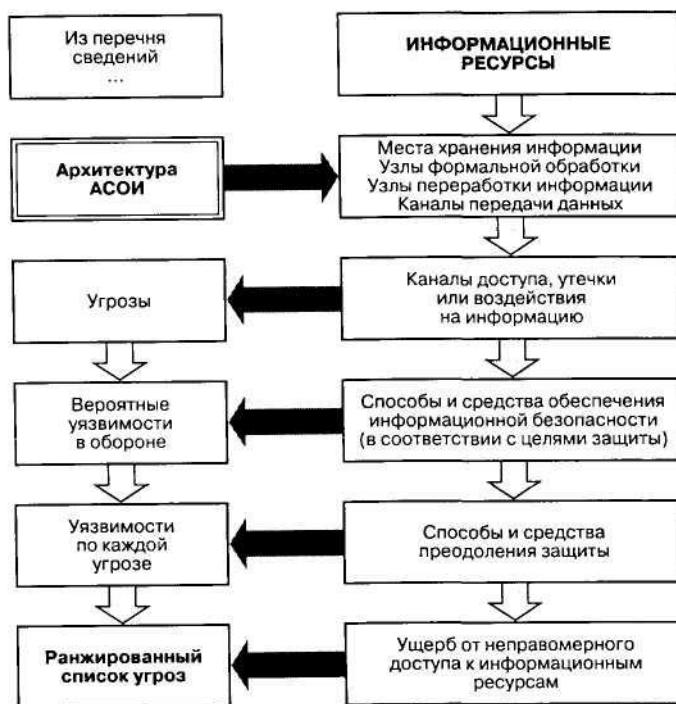 Из перечня
сведений
...
ИНФОРМАЦИОННЫЕ
РЕСУРСЫ
Архитектура
АСОИ
Места хранения информации
Узлы формальной обработки
Узлы переработки информации
Каналы передачи данных
Угрозы
Каналы доступа, утечки
или воздействия
на информацию
Вероятные
уязвимости
в обороне
Способы и средства обеспечения
информационной безопасности
(в соответствии с целями защиты)
Уязвимости
по каждой
угрозе
Способы и средства
преодоления защиты
Ранжированный
список угроз
Ущерб от неправомерного
доступа к информационным
ресурсам